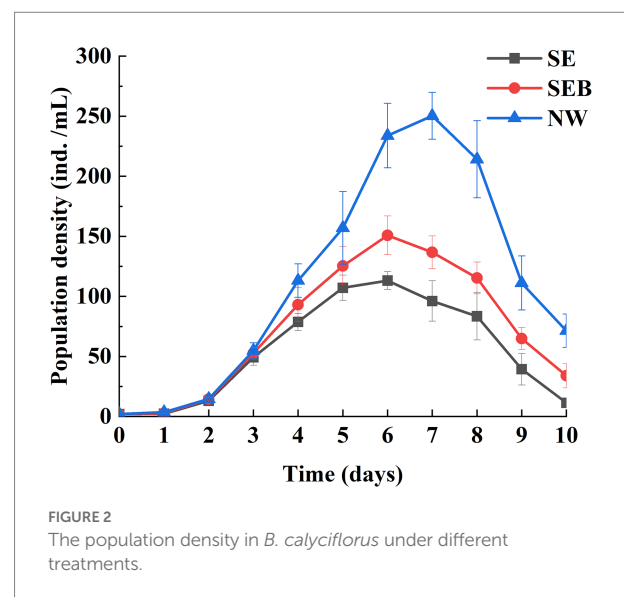 300
250
200
150
100
50
0
Population density (ind. /mL)
SE
SEB
NW
0 1 2 3 4 5 6 7 8 9 10
Time (days)
FIGURE 2
The population density in B. calyciflorus under different
treatments.